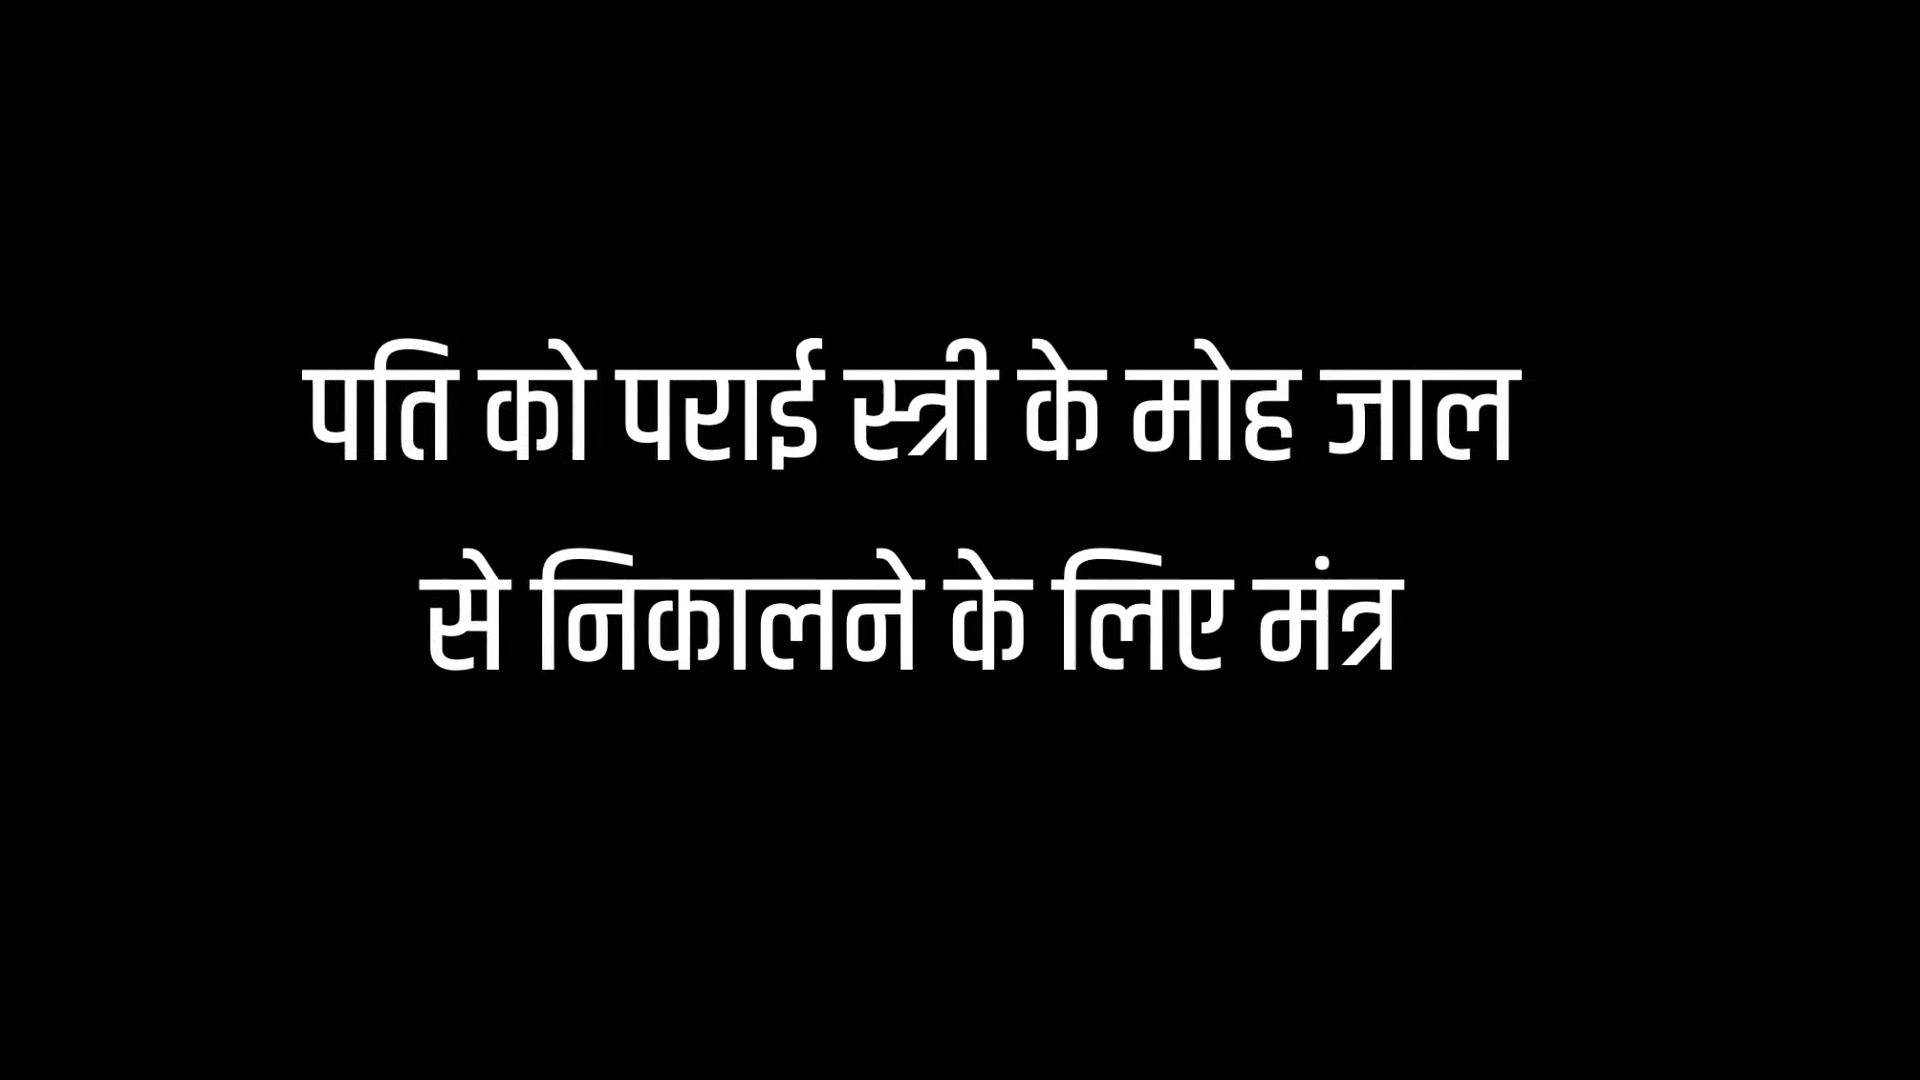 पति को पराई स्त्री के मोह जाल
से निकालने के लिए मंत्र